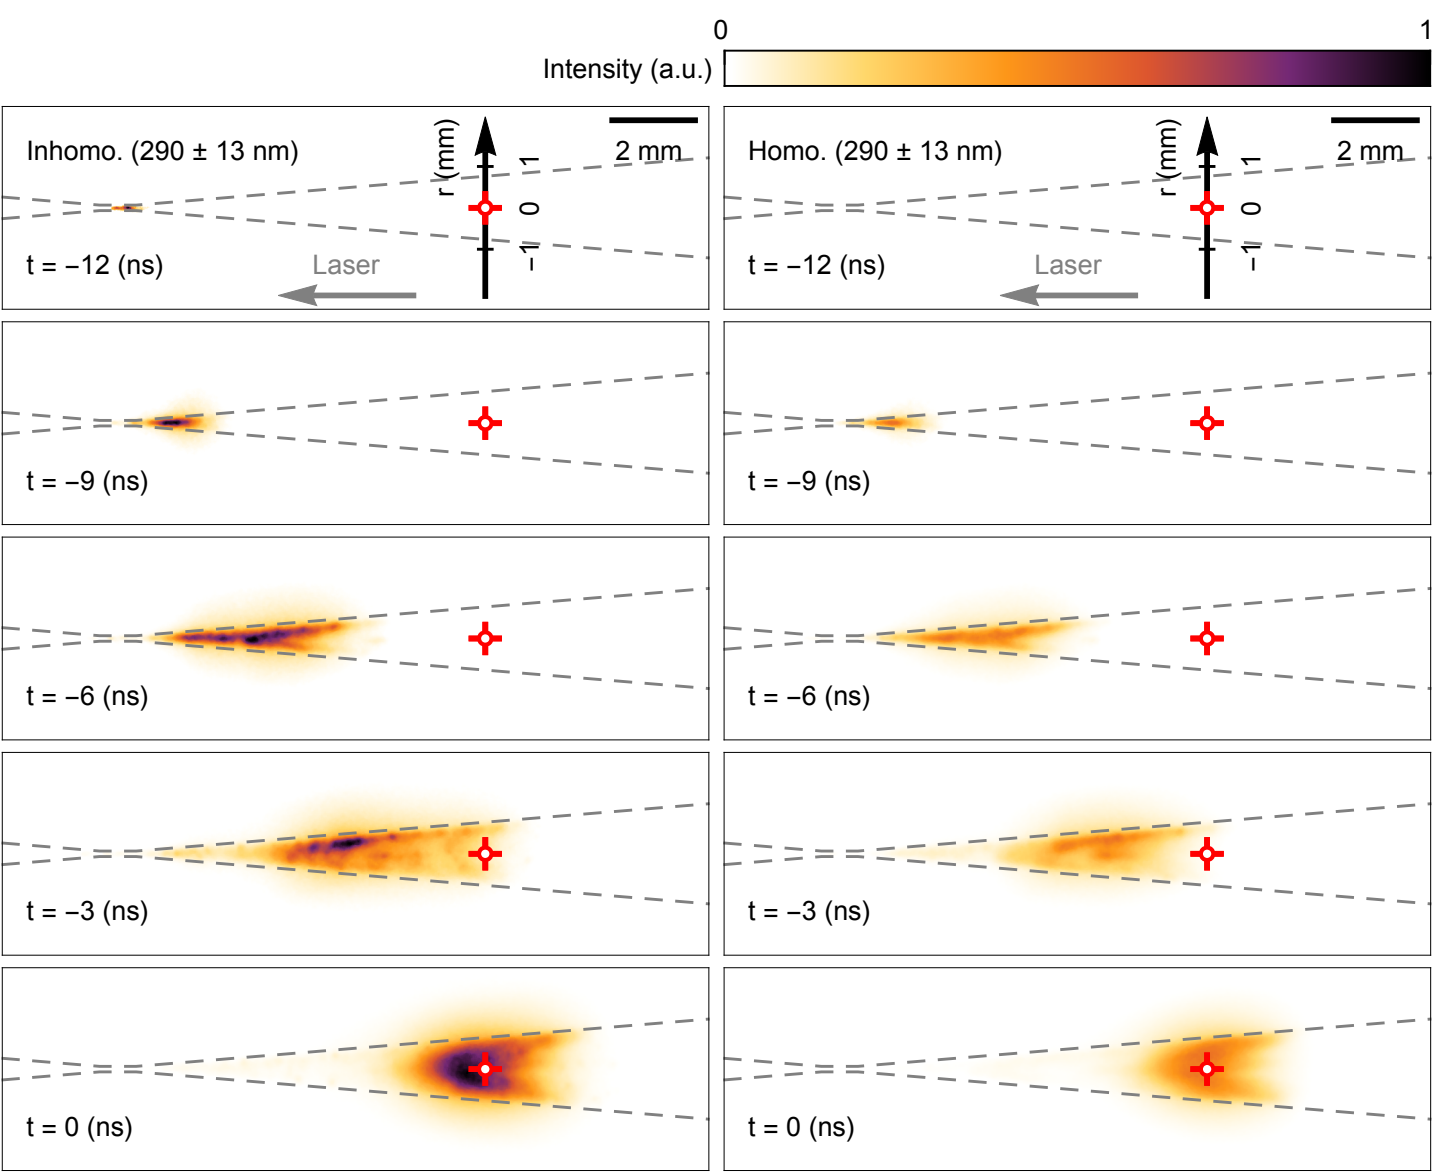 0 1
Intensity (a.u.)
Inhomo. (290 ± 13 nm)
r (mm)
1
0
−1
2 mm
t = −12 (ns)
Laser
Homo. (290 ± 13 nm)
r (mm)
1
0
−1
2 mm
t = −12 (ns)
Laser
t = −9 (ns)
t = −9 (ns)
t = −6 (ns)
t = −6 (ns)
t = −3 (ns)
t = −3 (ns)
t = 0 (ns)
t = 0 (ns)